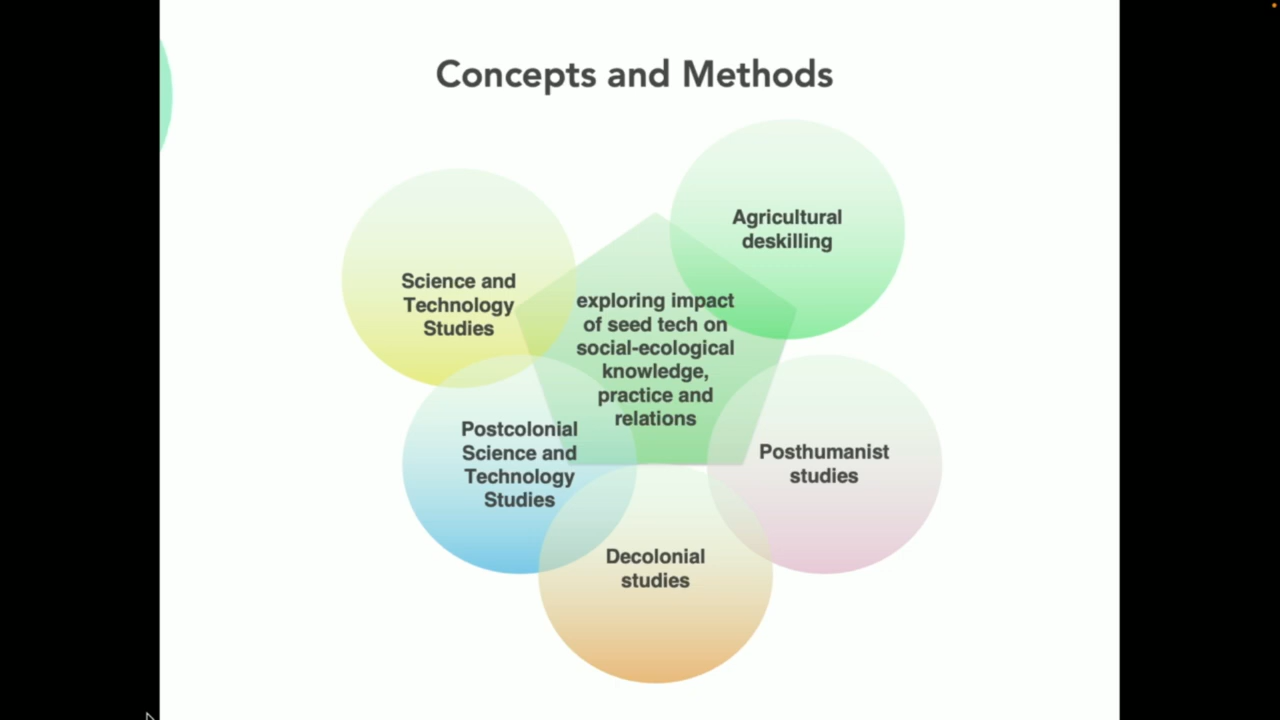 Concepts and Methods
Agricultural
deskilling
Science and
Technology
Studies
exploring impact
of seed tech on
social-ecological
knowledge,
practice and
relations
Postcolonial
Science and
Technology
Studies
Posthumanist
studies
Decolonial
studies